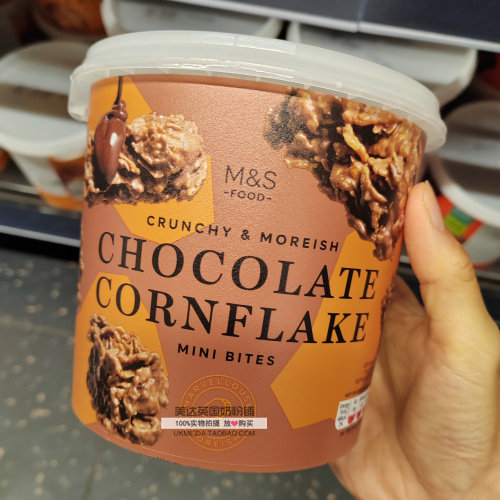 M&S
-FOOD-
CRUNCHY & MOREISH
CHOCOLATE
CORNFLAKE
MINI BITES
MARVELLOUS
美达英国奶粉铺
100%实物拍摄 放❤购买
UKMEIDA.TAOBAO.COM